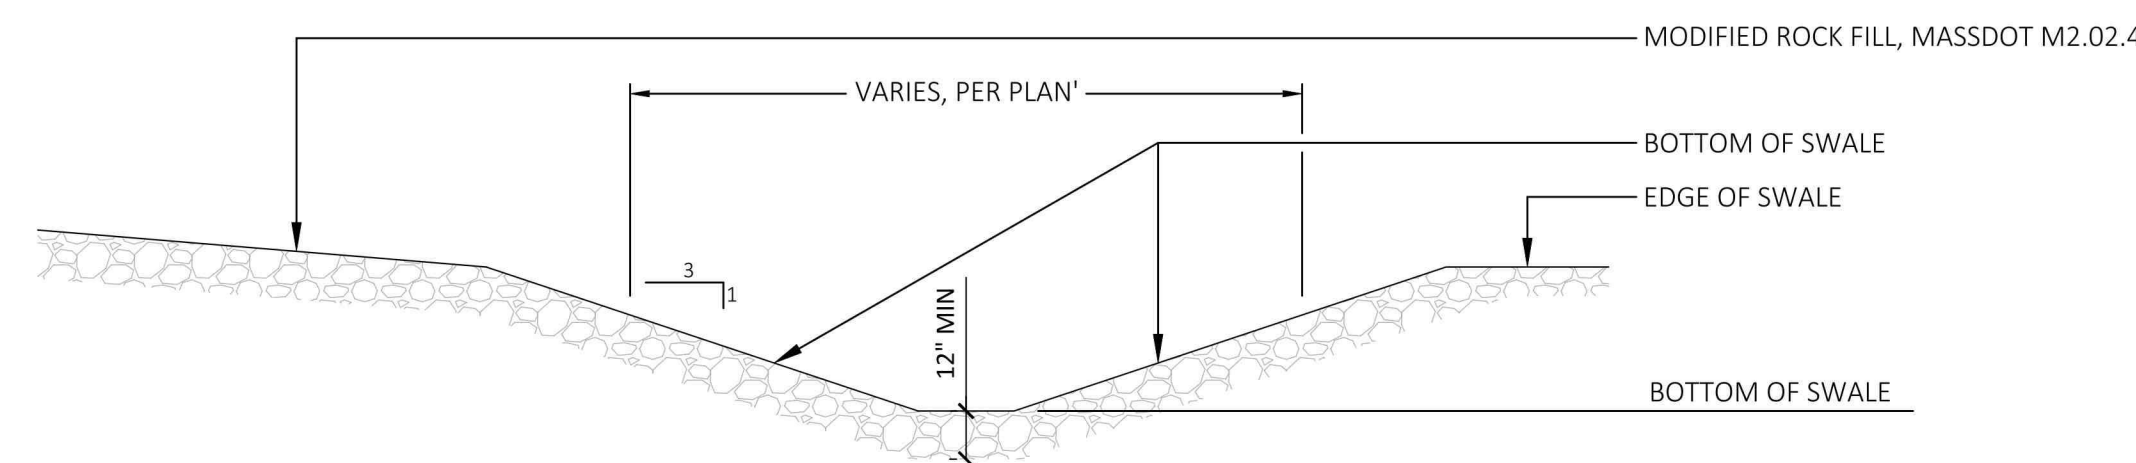 MODIFIED ROCK FILL, MASSDOT M2.02.4
VARIES, PER PLAN'
BOTTOM OF SWALE
EDGE OF SWALE
3
1
12" MIN
BOTTOM OF SWALE